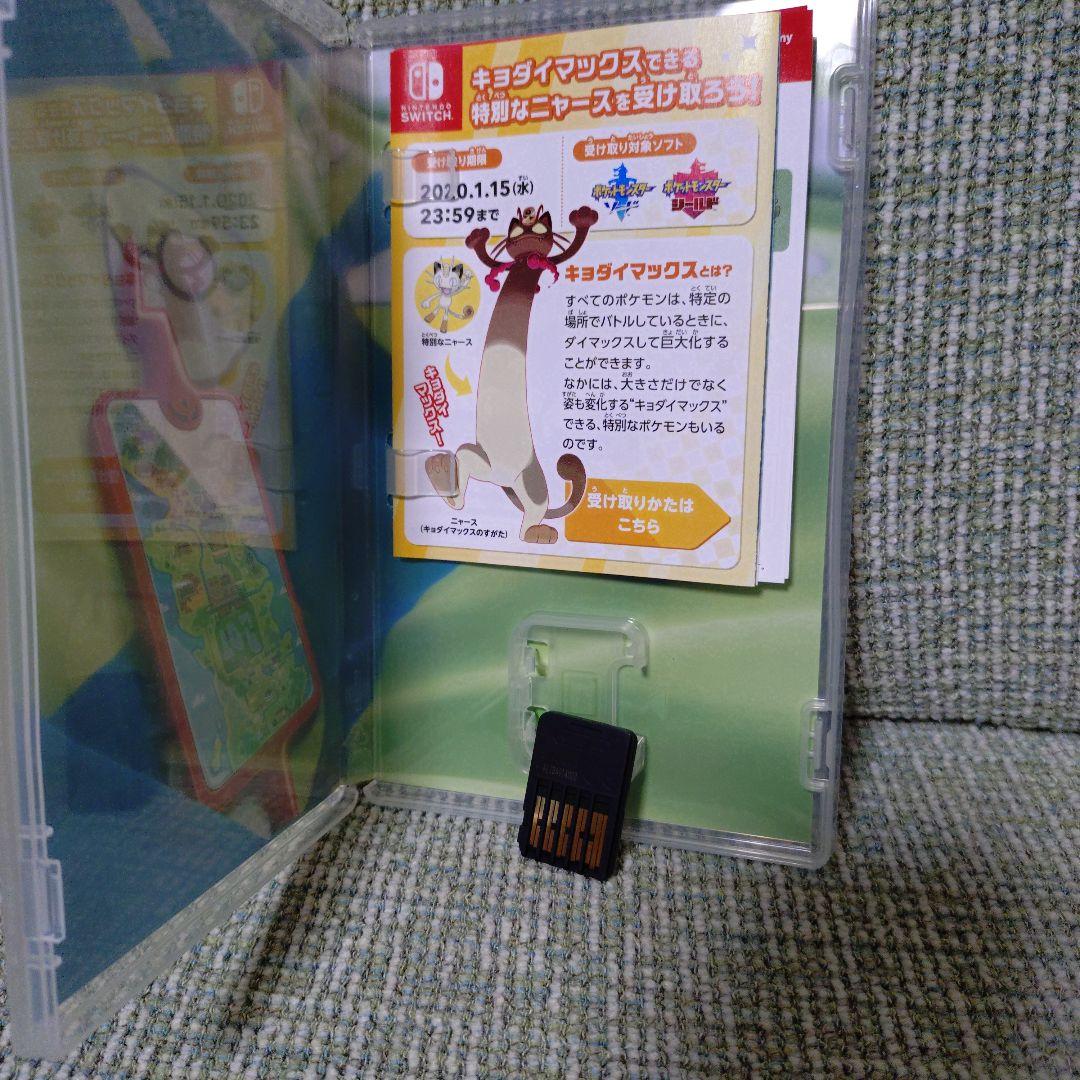 NINTENDO
SWITCH
キョダイマックスできる
特別なニャースを受け取ろう!
ny
受け取り期限
2020.1.15(水)
23:59まで
受け取り対象ソフト
ポケットモンスター
ソード
ポケットモンスター
シールド
特別なニャース
キョダイ
マックスー
ニャース
(キョダイマックスのすがた)
キョダイマックスとは?
すべてのポケモンは、特定の
場所でバトルしているときに、
ダイマックスして巨大化する
ことができます。
なかには、大きさだけでなく
姿も変化する“キョダイマックス”
できる、特別なポケモンもいる
のです。
受け取りかたは
こちら